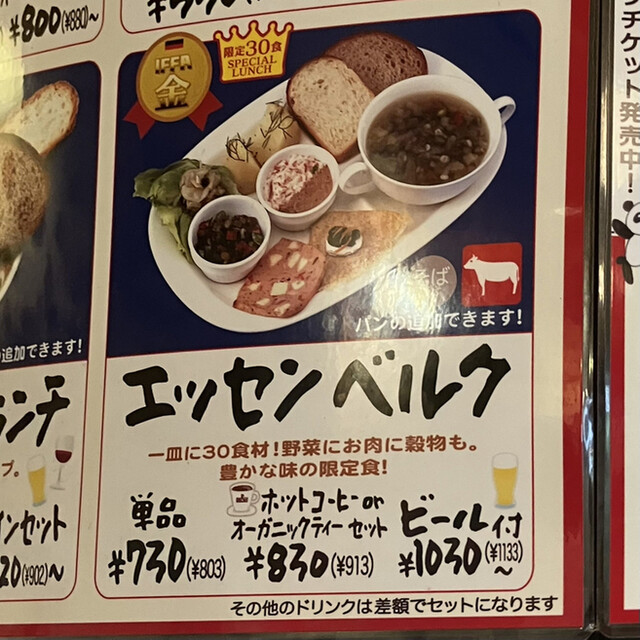 ¥800(¥880)~
IFFA
金
限定30食
SPECIAL
LUNCH
そば
パンの追加できます!
エッセンベルク
一皿に30食材!野菜にお肉に穀物も。
豊かな味の限定食!
単品
¥730(¥803)
ホットコーヒーor
オーガニックティーセット
¥830(¥913)
ビール付
¥1030(¥1133)~
その他のドリンクは差額でセットになります
追加できます!
ンチ
プ。
インセット
20(¥902)~
チケット発売中!